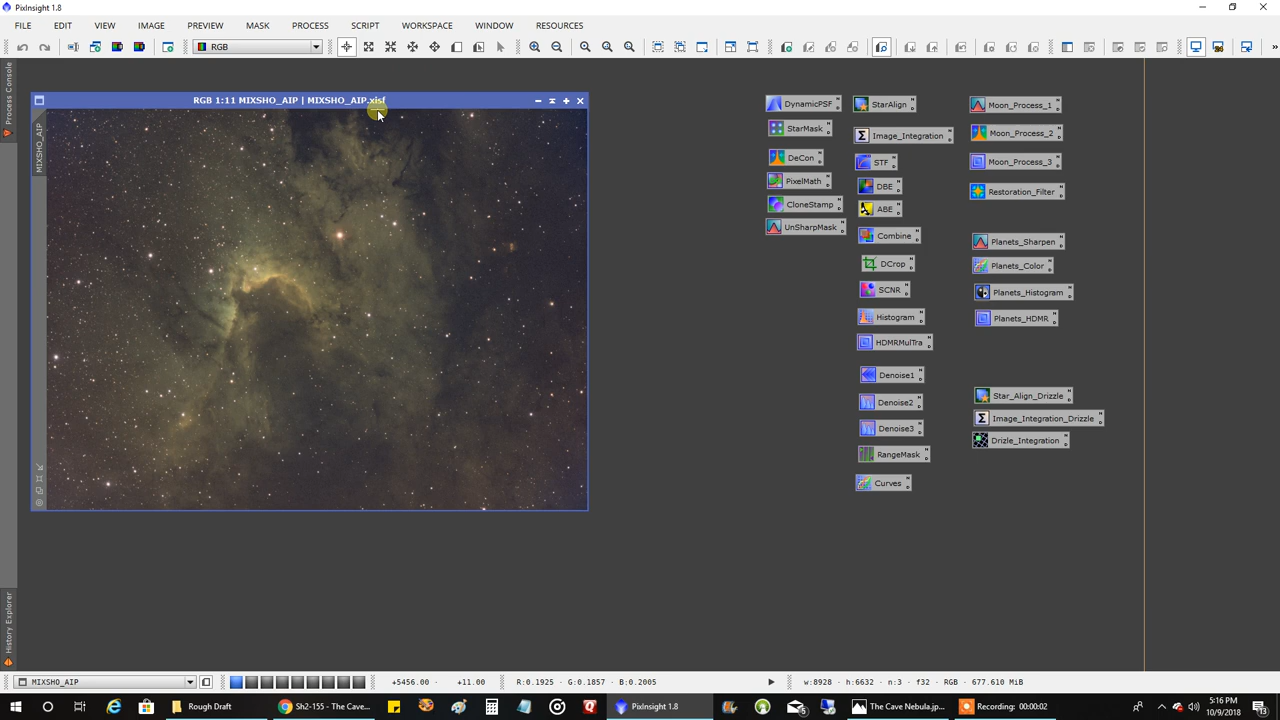 PixInsight 1.8
FILE EDIT VIEW IMAGE PREVIEW MASK PROCESS SCRIPT WORKSPACE WINDOW RESOURCES
RGB
Process Console
RGB 1:11 MIXSHO_AIP | MIXSHO_AIP.xisf
MIXSHO_AIP
DynamicPSF
StarMask
DeCon
PixelMath
CloneStamp
UnSharpMask
StarAlign
Image_Integration
STF
DBE
ABE
Combine
DCrop
SCNR
Histogram
HDMRMulTra
Denoise1
Denoise2
Denoise3
RangeMask
Curves
Moon_Process_1
Moon_Process_2
Moon_Process_3
Restoration_Filter
Planets_Sharpen
Planets_Color
Planets_Histogram
Planets_HDMR
Star_Align_Drizzle
Image_Integration_Drizzle
Drizle_Integration
History Explorer
MIXSHO_AIP +5456.00 · +11.00 R:0.1925 · G:0.1857 · B:0.2005 w:8928 · h:6632 · n:3 · f32 · RGB · 677.610 MiB
Rough Draft Sh2-155 - The Cave... PixInsight 1.8 The Cave Nebula.jp... Recording: 00:00:02 5:16 PM
10/9/2018